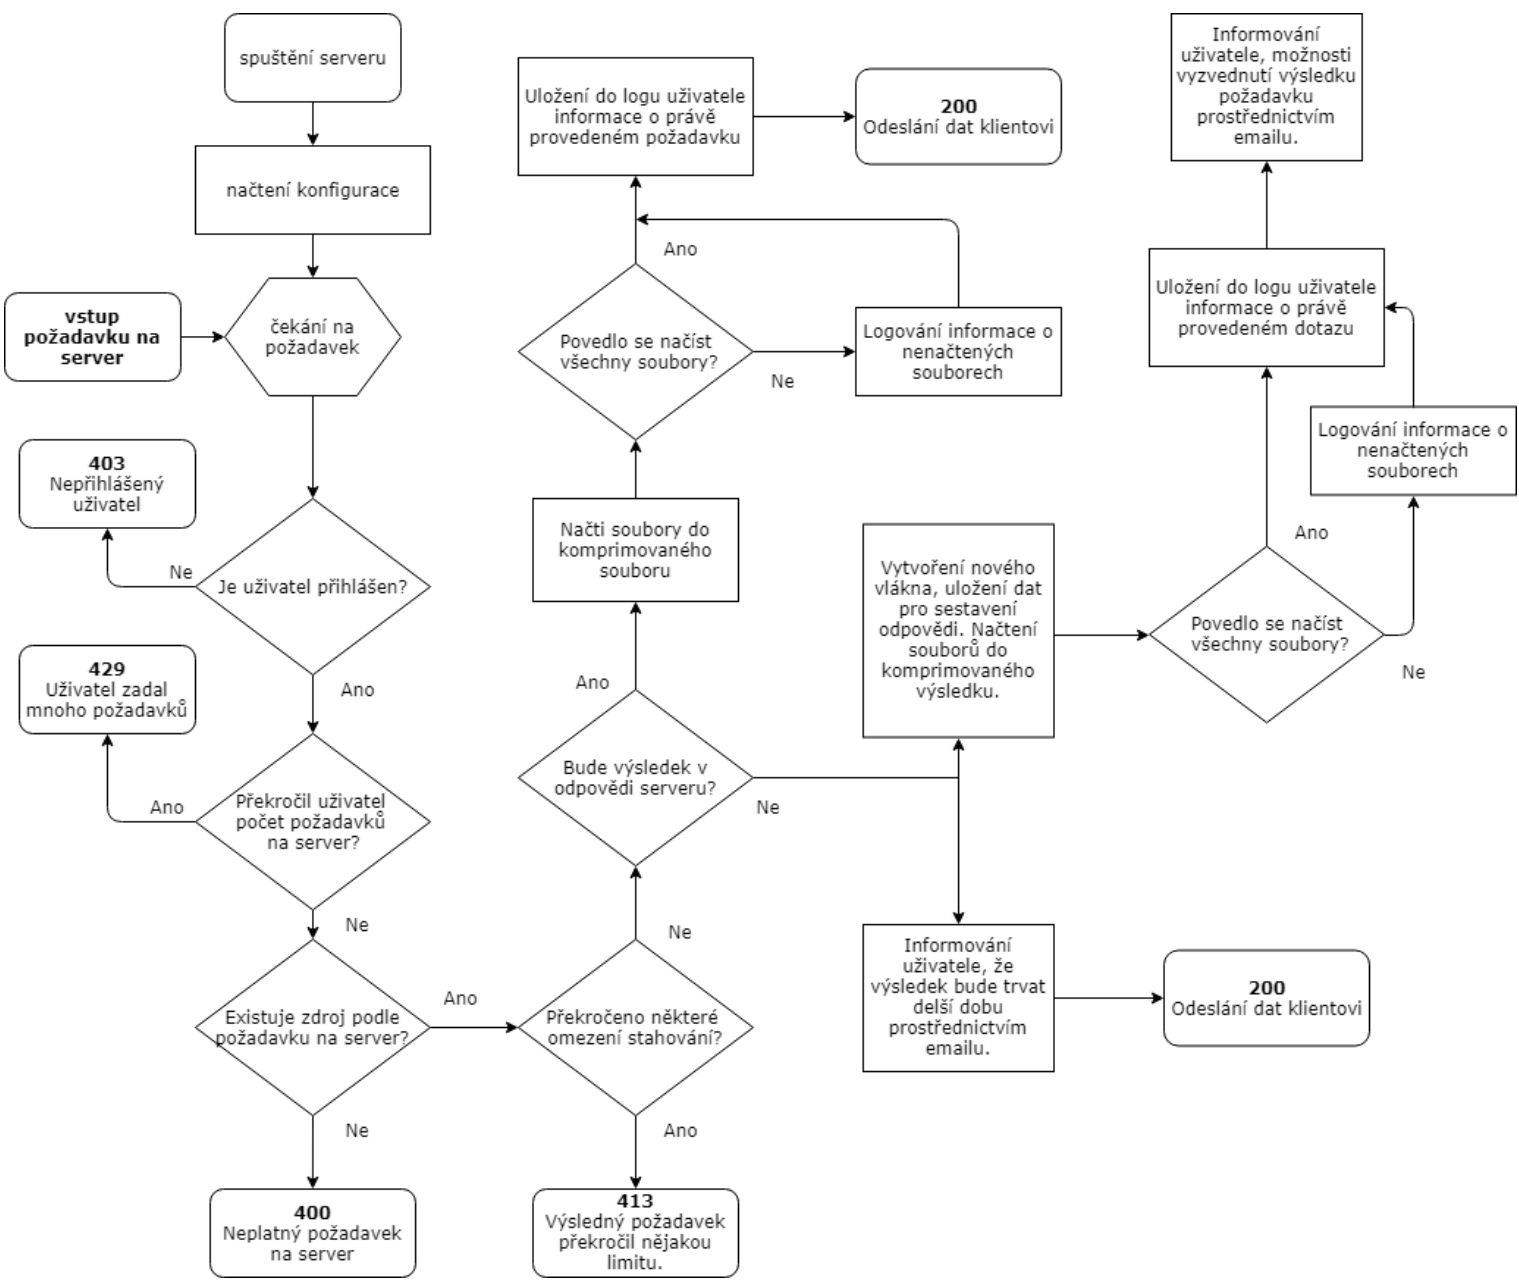 spuštění serveru
načtení konfigurace
vstup
požadavku na
server
čekání na
požadavek
403
Nepřihlášený
uživatel
Ne
Je uživatel přihlášen?
Ano
429
Uživatel zadal
mnoho požadavků
Ano
Překročil uživatel
počet požadavků
na server?
Ne
Existuje zdroj podle
požadavku na server?
Ano
Ne
400
Neplatný požadavek
na server
Překročeno některé
omezení stahování?
Ne
Ano
413
Výsledný požadavek
překročil nějakou
limitu.
Bude výsledek v
odpovědi serveru?
Ano
Ne
Načti soubory do
komprimovaného
souboru
Povedlo se načíst
všechny soubory?
Ano
Ne
Logování informace o
nenačtených
souborech
Uložení do logu uživatele
informace o právě
provedeném požadavku
200
Odeslání dat klientovi
Vytvoření nového
vlákna, uložení dat
pro sestavení
odpovědi. Načtení
souborů do
komprimovaného
výsledku.
Informování
uživatele, že
výsledek bude trvat
delší dobu
prostřednictvím
emailu.
200
Odeslání dat klientovi
Povedlo se načíst
všechny soubory?
Ano
Ne
Logování informace o
nenačtených
souborech
Uložení do logu uživatele
informace o právě
provedeném dotazu
Informování
uživatele, možnosti
vyzvednutí výsledku
požadavku
prostřednictvím
emailu.